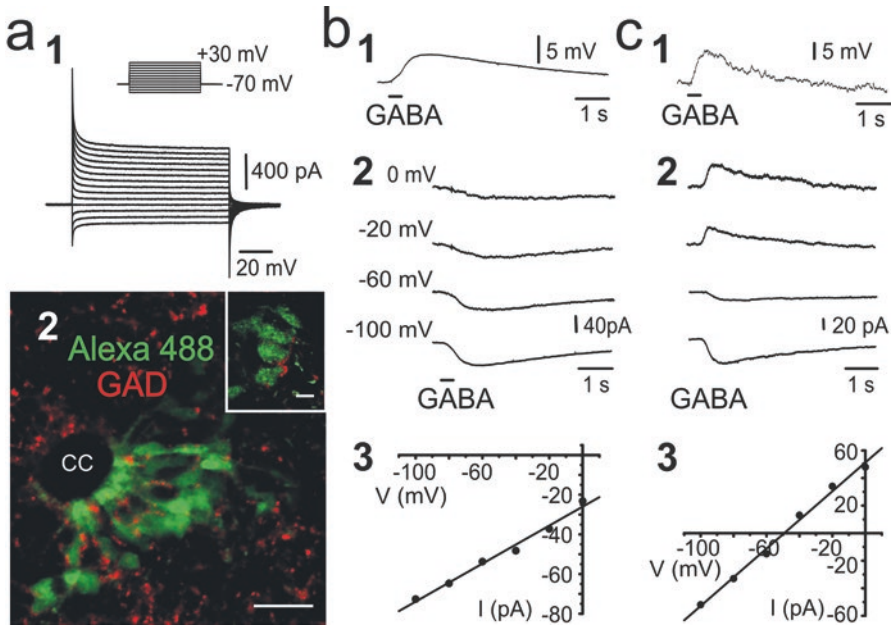 a
1
+30 mV
-70 mV
400 pA
20 mV
2
Alexa 488
GAD
CC
b
1
5 mV
GABA
1 s
2
0 mV
-20 mV
-60 mV
-100 mV
40pA
1 s
GABA
3
-100 -60 -20
V (mV)
-20
-40
-60
-80
I (pA)
c
1
5 mV
GABA
1 s
2
20 pA
1 s
GABA
3
60
20
-100 -20
V (mV)
-20
-60
I (pA)